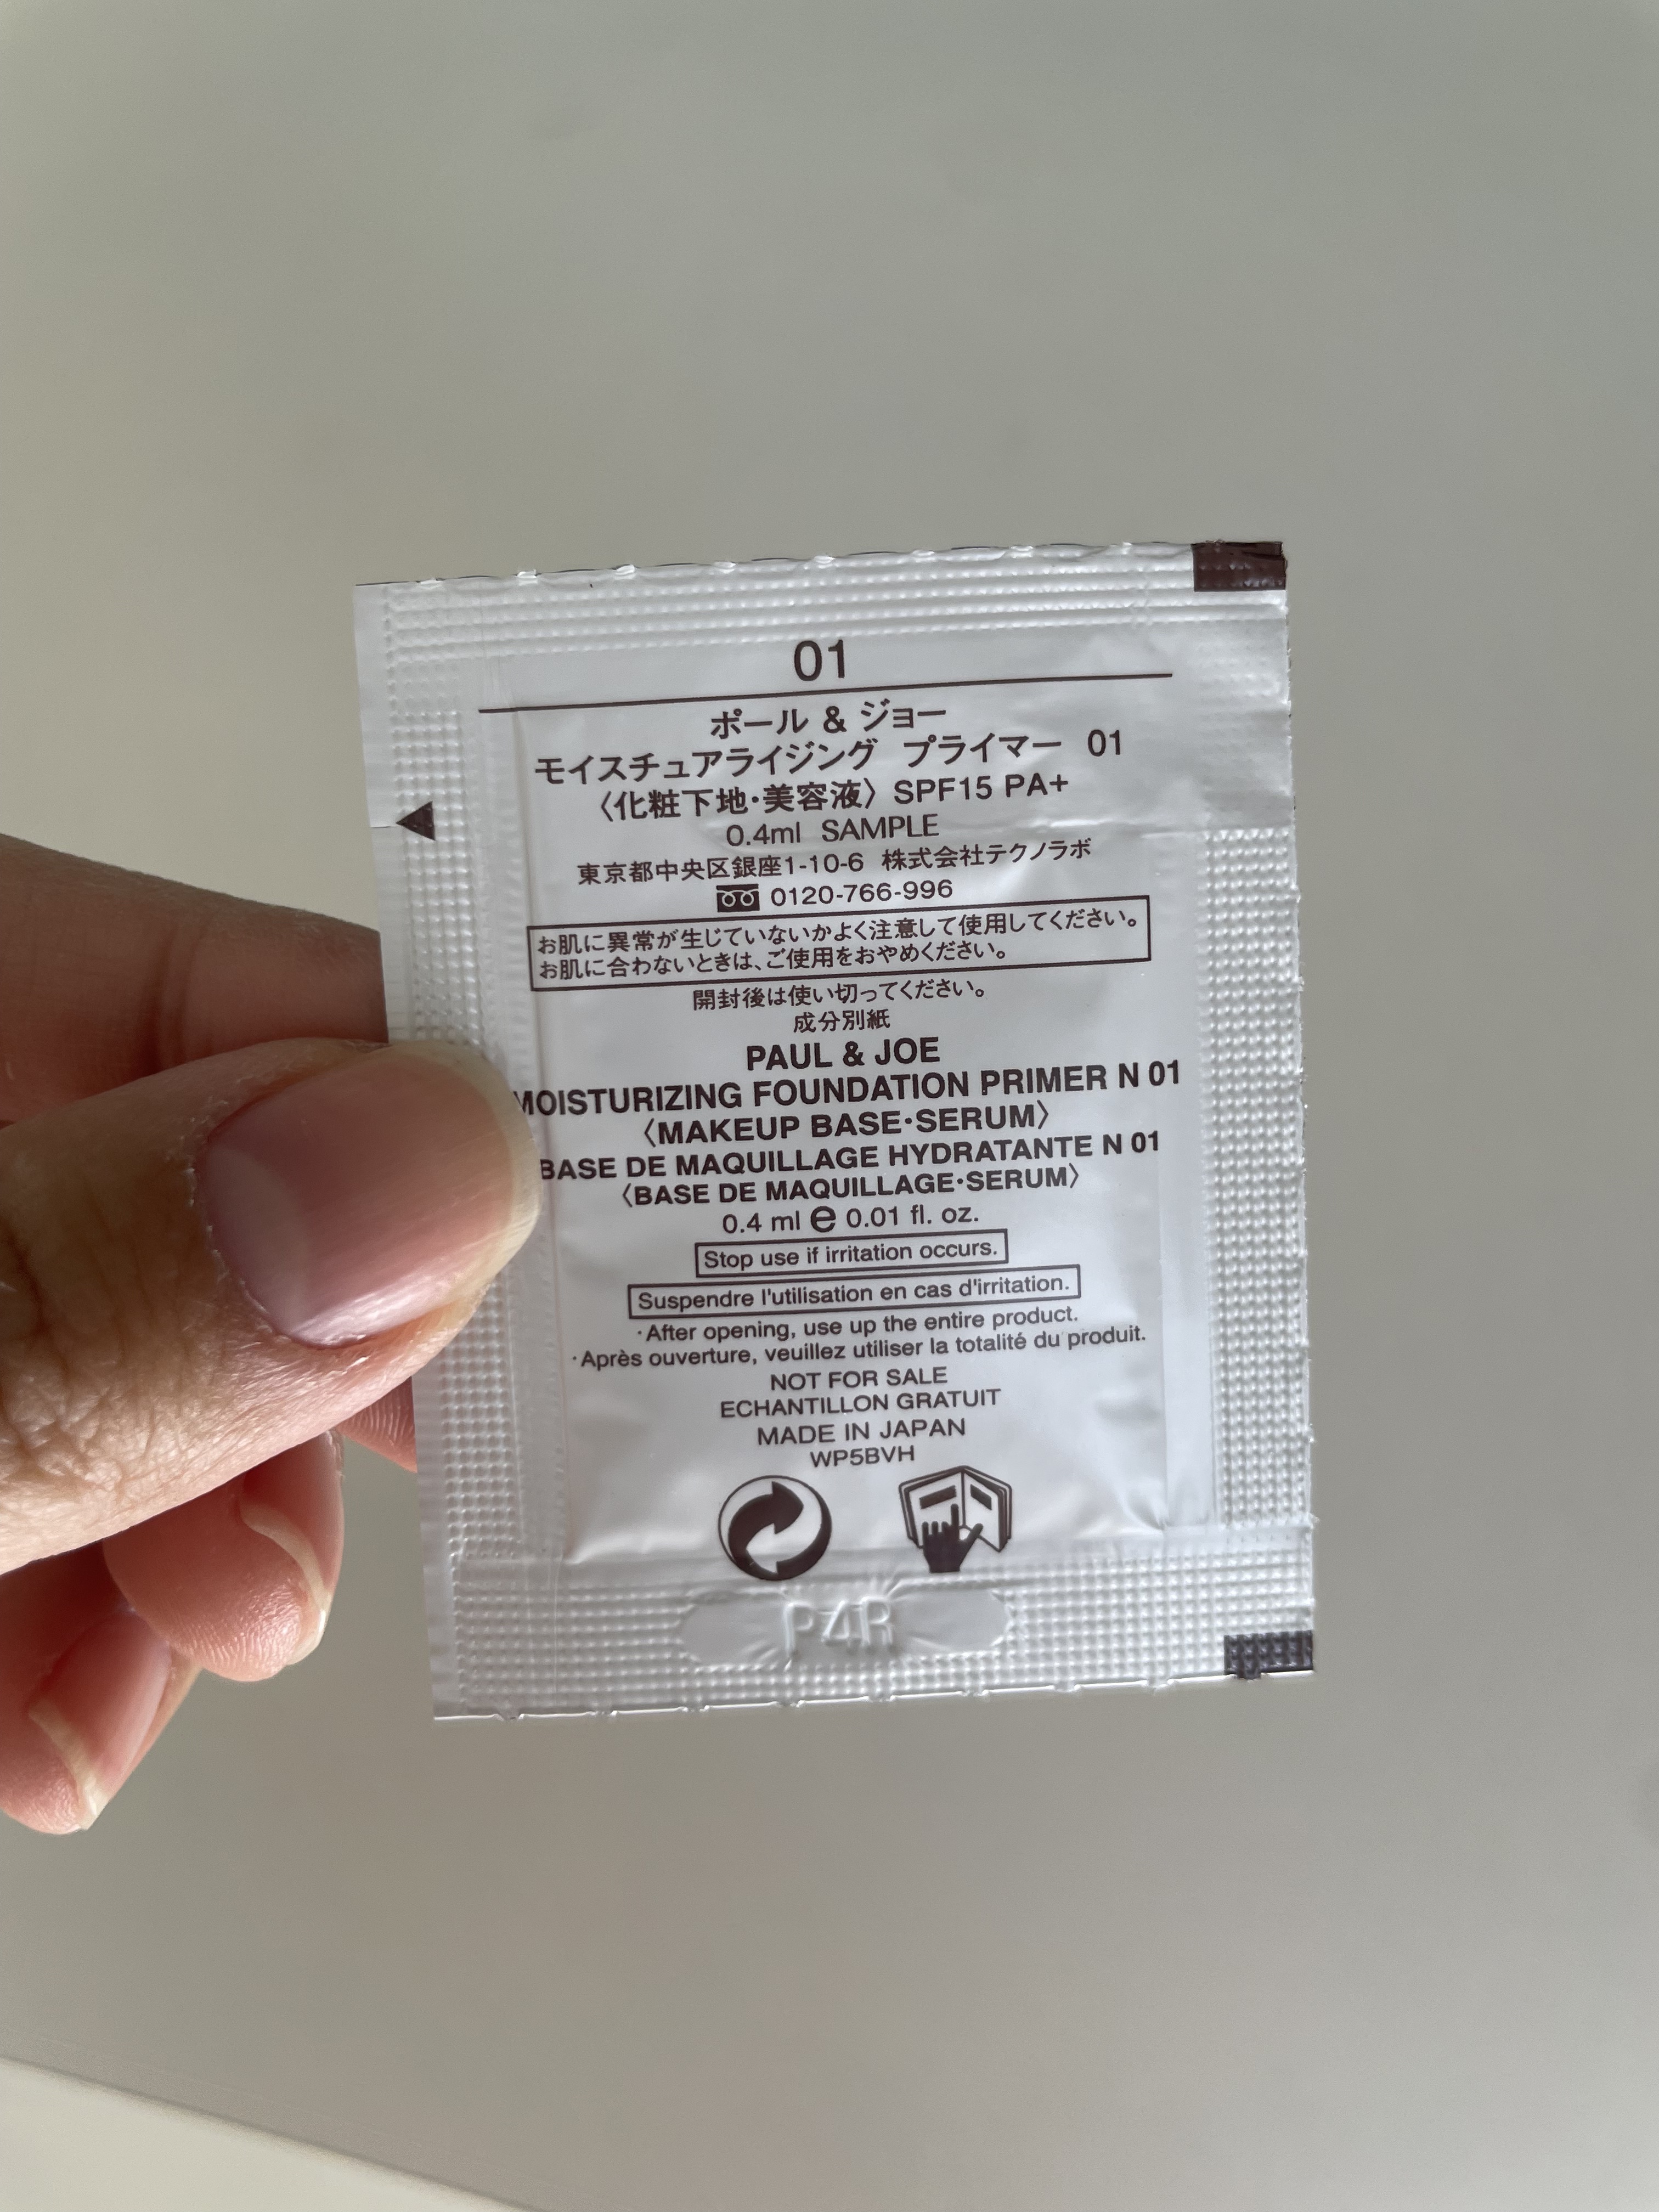 01
ポール & ジョー
モイスチュアライジング プライマー 01
〈化粧下地・美容液〉SPF15 PA+
0.4ml SAMPLE
東京都中央区銀座1-10-6 株式会社テクノラボ
0120-766-996
お肌に異常が生じていないかよく注意して使用してください。
お肌に合わないときは、ご使用をおやめください。
開封後は使い切ってください。
成分別紙
PAUL & JOE
MOISTURIZING FOUNDATION PRIMER N 01
〈MAKEUP BASE・SERUM〉
BASE DE MAQUILLAGE HYDRATANTE N 01
〈BASE DE MAQUILLAGE・SERUM〉
0.4 ml e 0.01 fl. oz.
Stop use if irritation occurs.
Suspendre l'utilisation en cas d'irritation.
・After opening, use up the entire product.
・Après ouverture, veuillez utiliser la totalité du produit.
NOT FOR SALE
ECHANTILLON GRATUIT
MADE IN JAPAN
WP5BVH
P4R